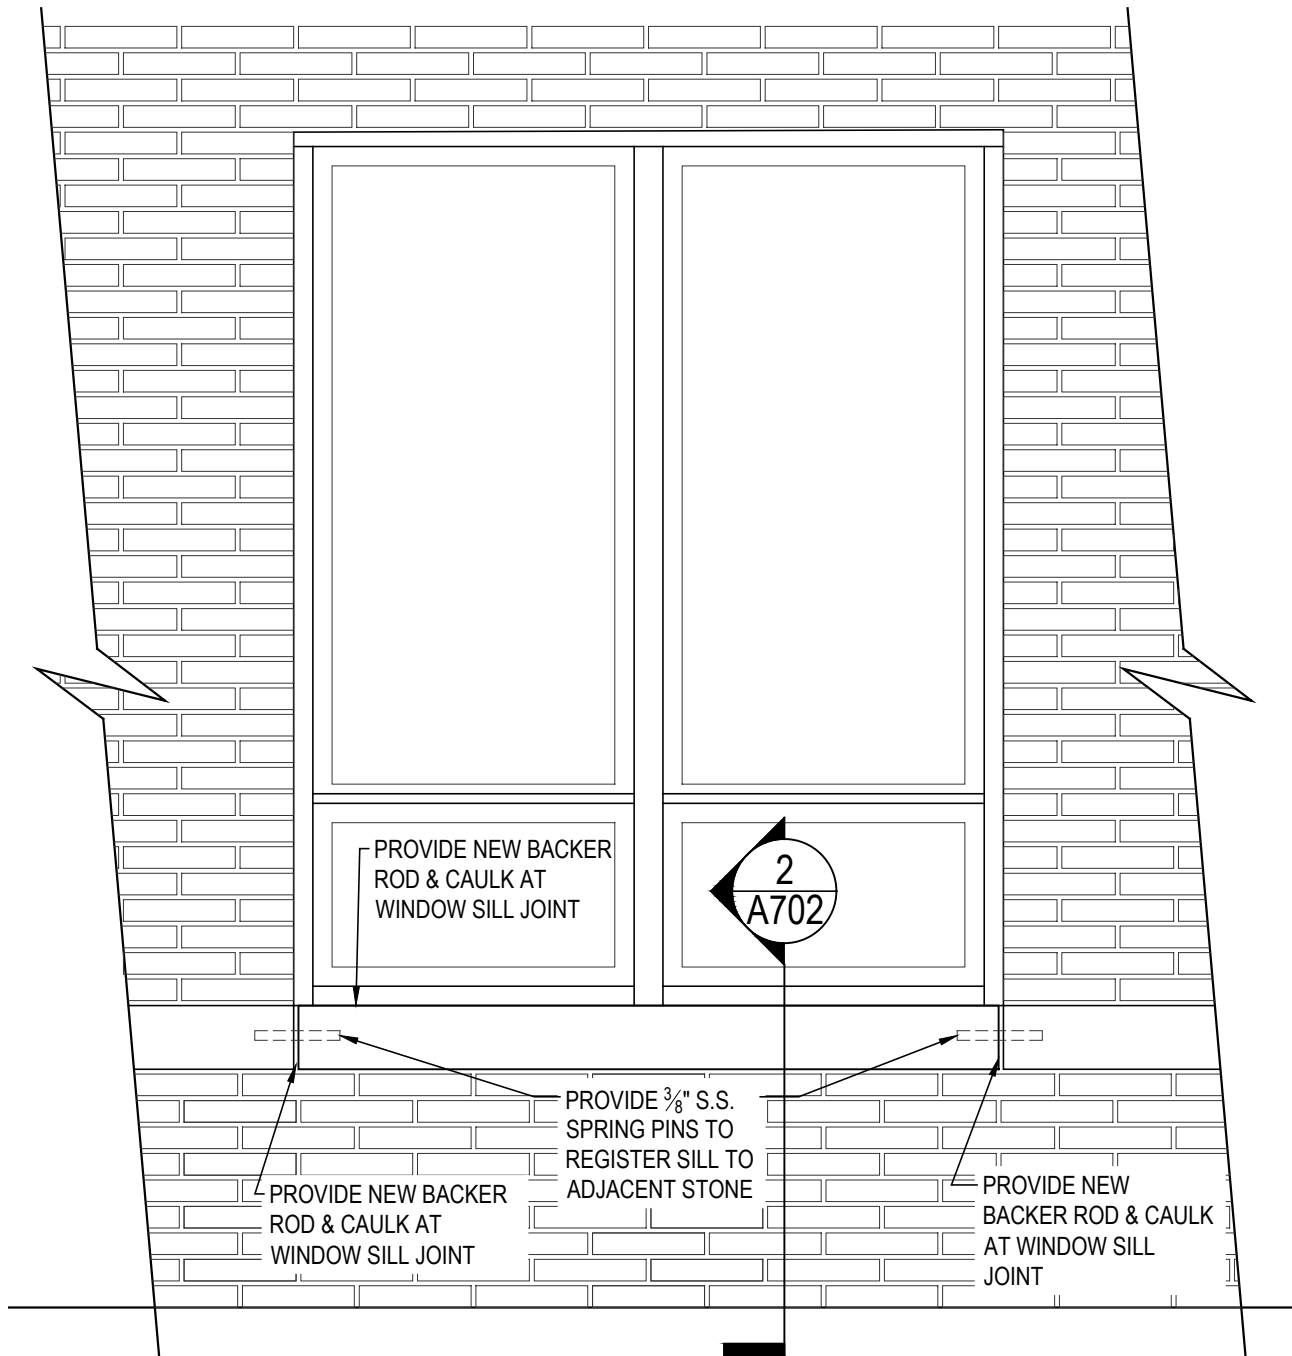 PROVIDE NEW BACKER
ROD & CAULK AT
WINDOW SILL JOINT
2
A702
PROVIDE ⅜" S.S.
SPRING PINS TO
REGISTER SILL TO
ADJACENT STONE
PROVIDE NEW BACKER
ROD & CAULK AT
WINDOW SILL JOINT
PROVIDE NEW
BACKER ROD & CAULK
AT WINDOW SILL
JOINT